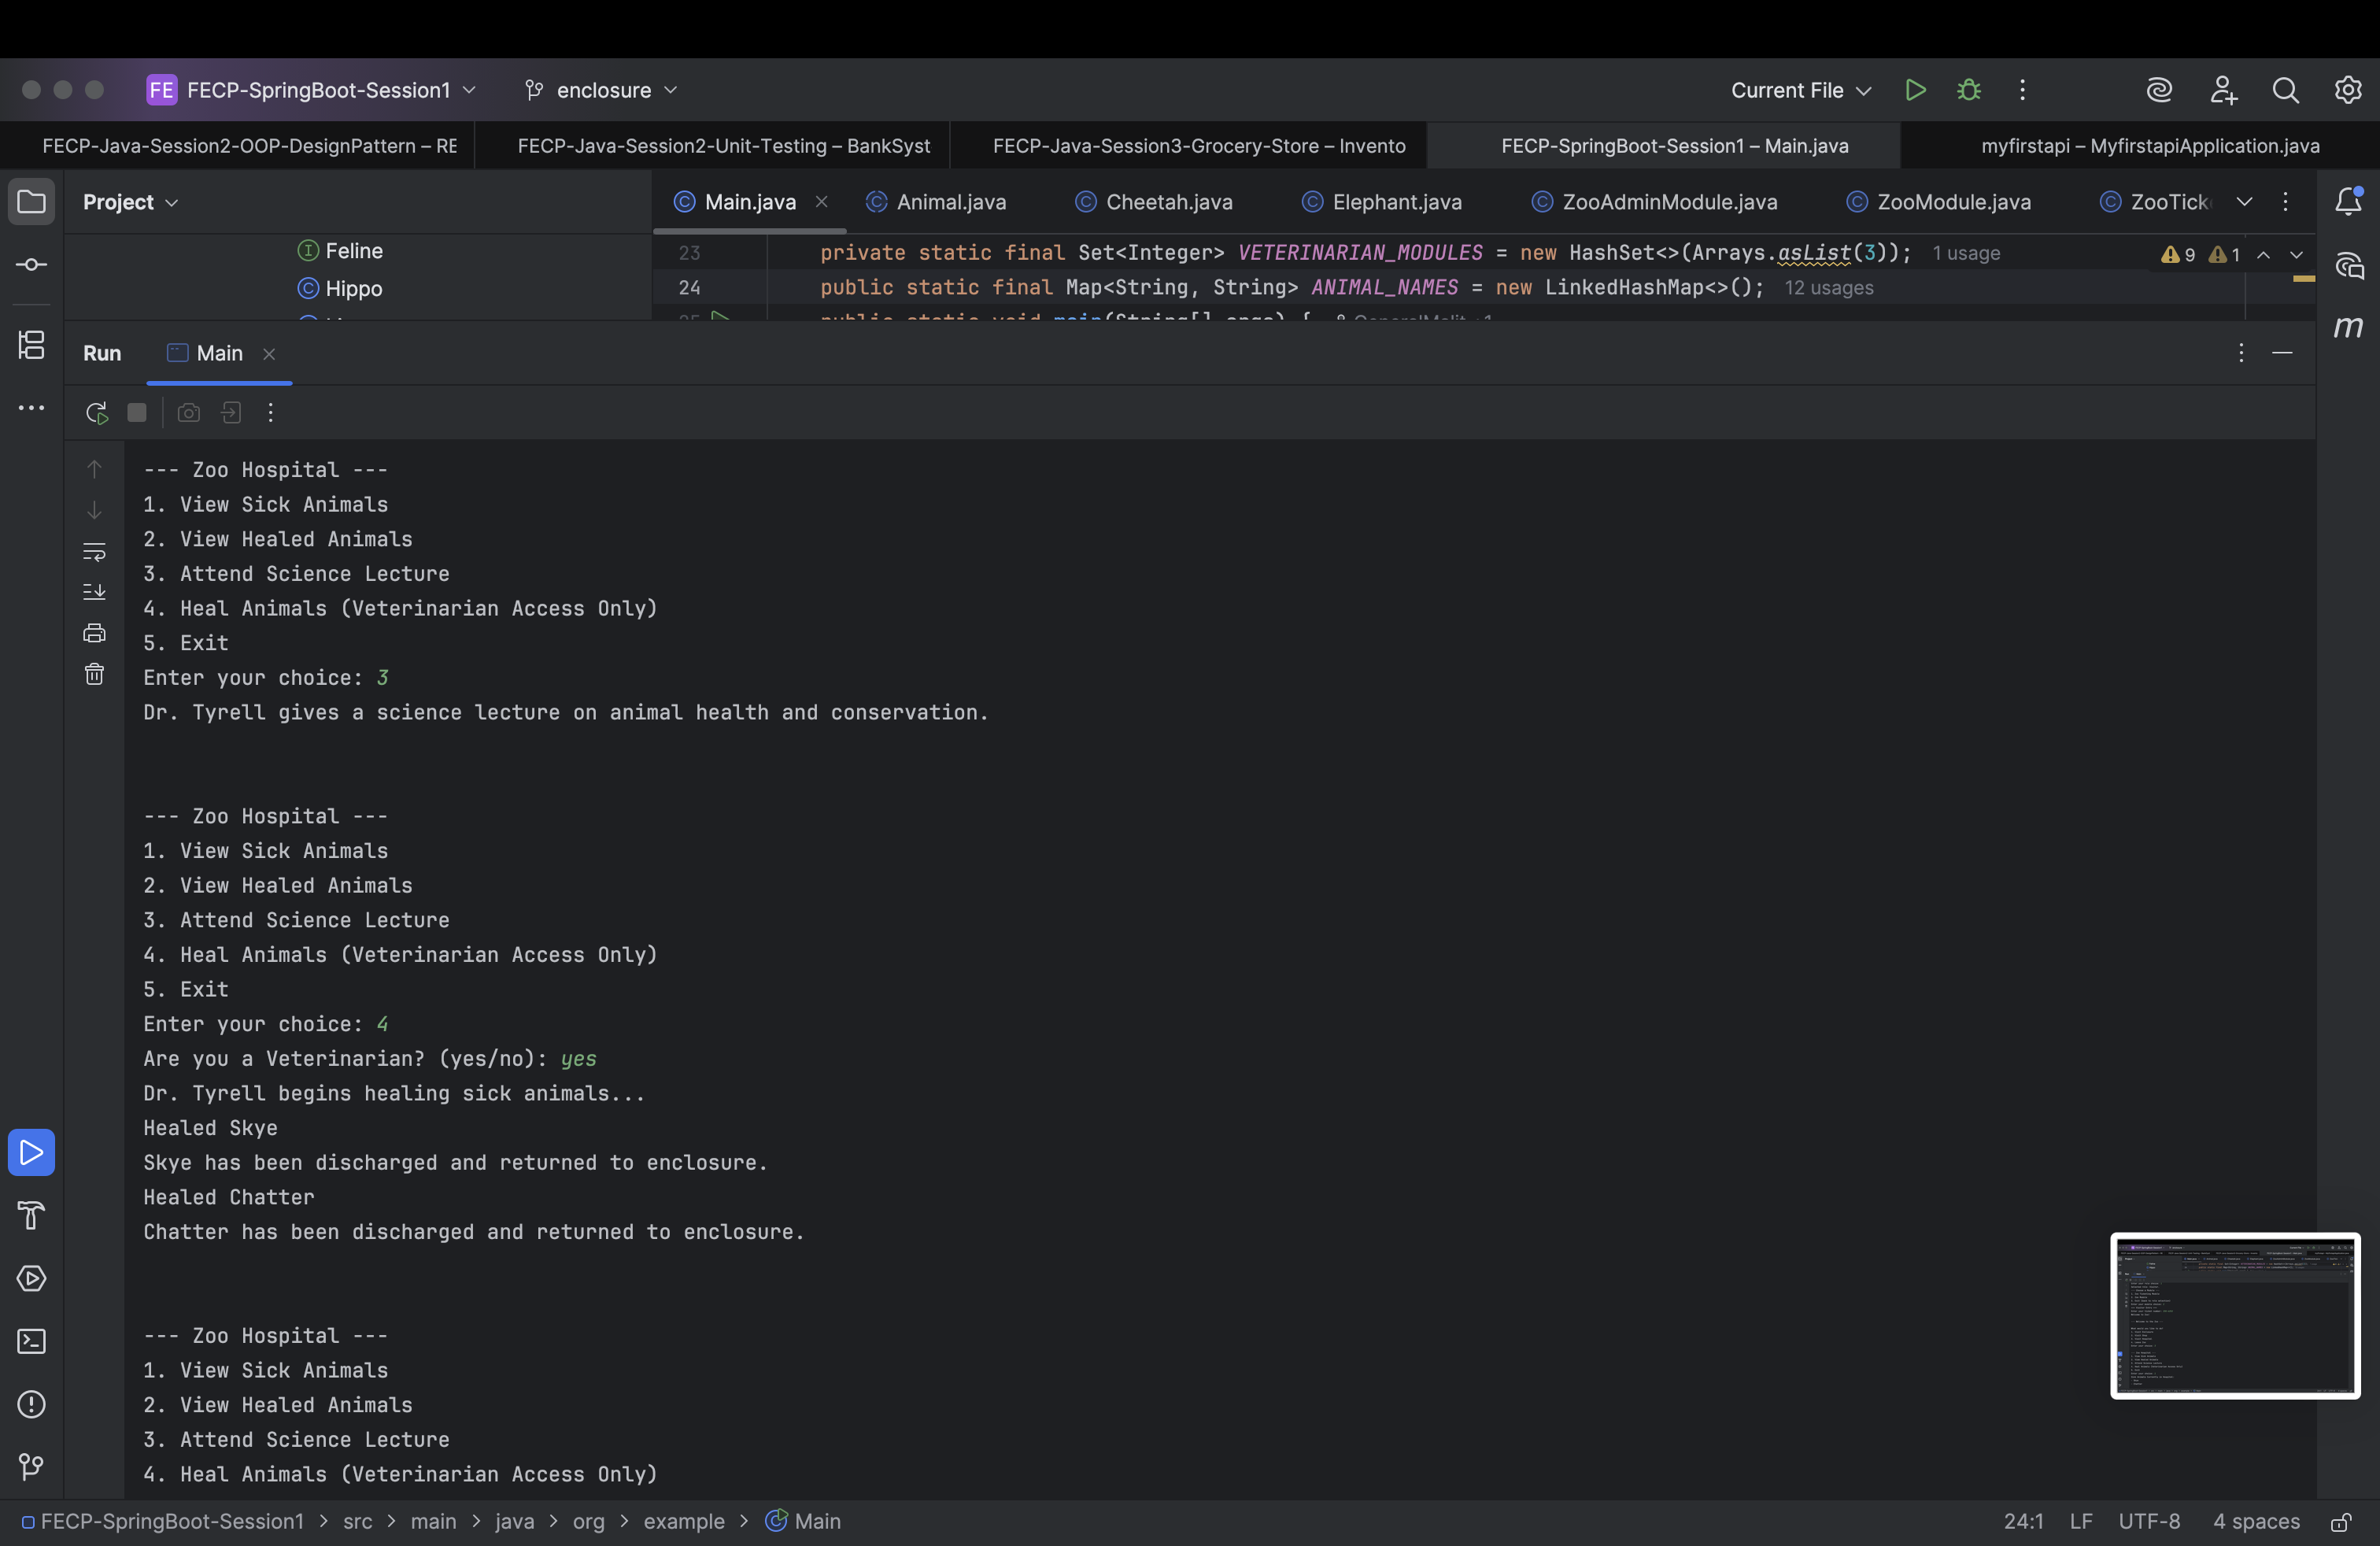 FE FECP-SpringBoot-Session1 enclosure Current File
FECP-Java-Session2-OOP-DesignPattern – RE FECP-Java-Session2-Unit-Testing – BankSyst FECP-Java-Session3-Grocery-Store – Invento FECP-SpringBoot-Session1 – Main.java myfirstapi – MyfirstapiApplication.java
Project Main.java Animal.java Cheetah.java Elephant.java ZooAdminModule.java ZooModule.java ZooTick
Feline
Hippo
23 private static final Set<Integer> VETERINARIAN_MODULES = new HashSet<>(Arrays.asList(3)); 1 usage 9 1
24 public static final Map<String, String> ANIMAL_NAMES = new LinkedHashMap<>(); 12 usages
public static void main(String[] args) {
Run Main
--- Zoo Hospital ---
1. View Sick Animals
2. View Healed Animals
3. Attend Science Lecture
4. Heal Animals (Veterinarian Access Only)
5. Exit
Enter your choice: 3
Dr. Tyrell gives a science lecture on animal health and conservation.
--- Zoo Hospital ---
1. View Sick Animals
2. View Healed Animals
3. Attend Science Lecture
4. Heal Animals (Veterinarian Access Only)
5. Exit
Enter your choice: 4
Are you a Veterinarian? (yes/no): yes
Dr. Tyrell begins healing sick animals...
Healed Skye
Skye has been discharged and returned to enclosure.
Healed Chatter
Chatter has been discharged and returned to enclosure.
--- Zoo Hospital ---
1. View Sick Animals
2. View Healed Animals
3. Attend Science Lecture
4. Heal Animals (Veterinarian Access Only)
FECP-SpringBoot-Session1 > src > main > java > org > example > Main 24:1 LF UTF-8 4 spaces